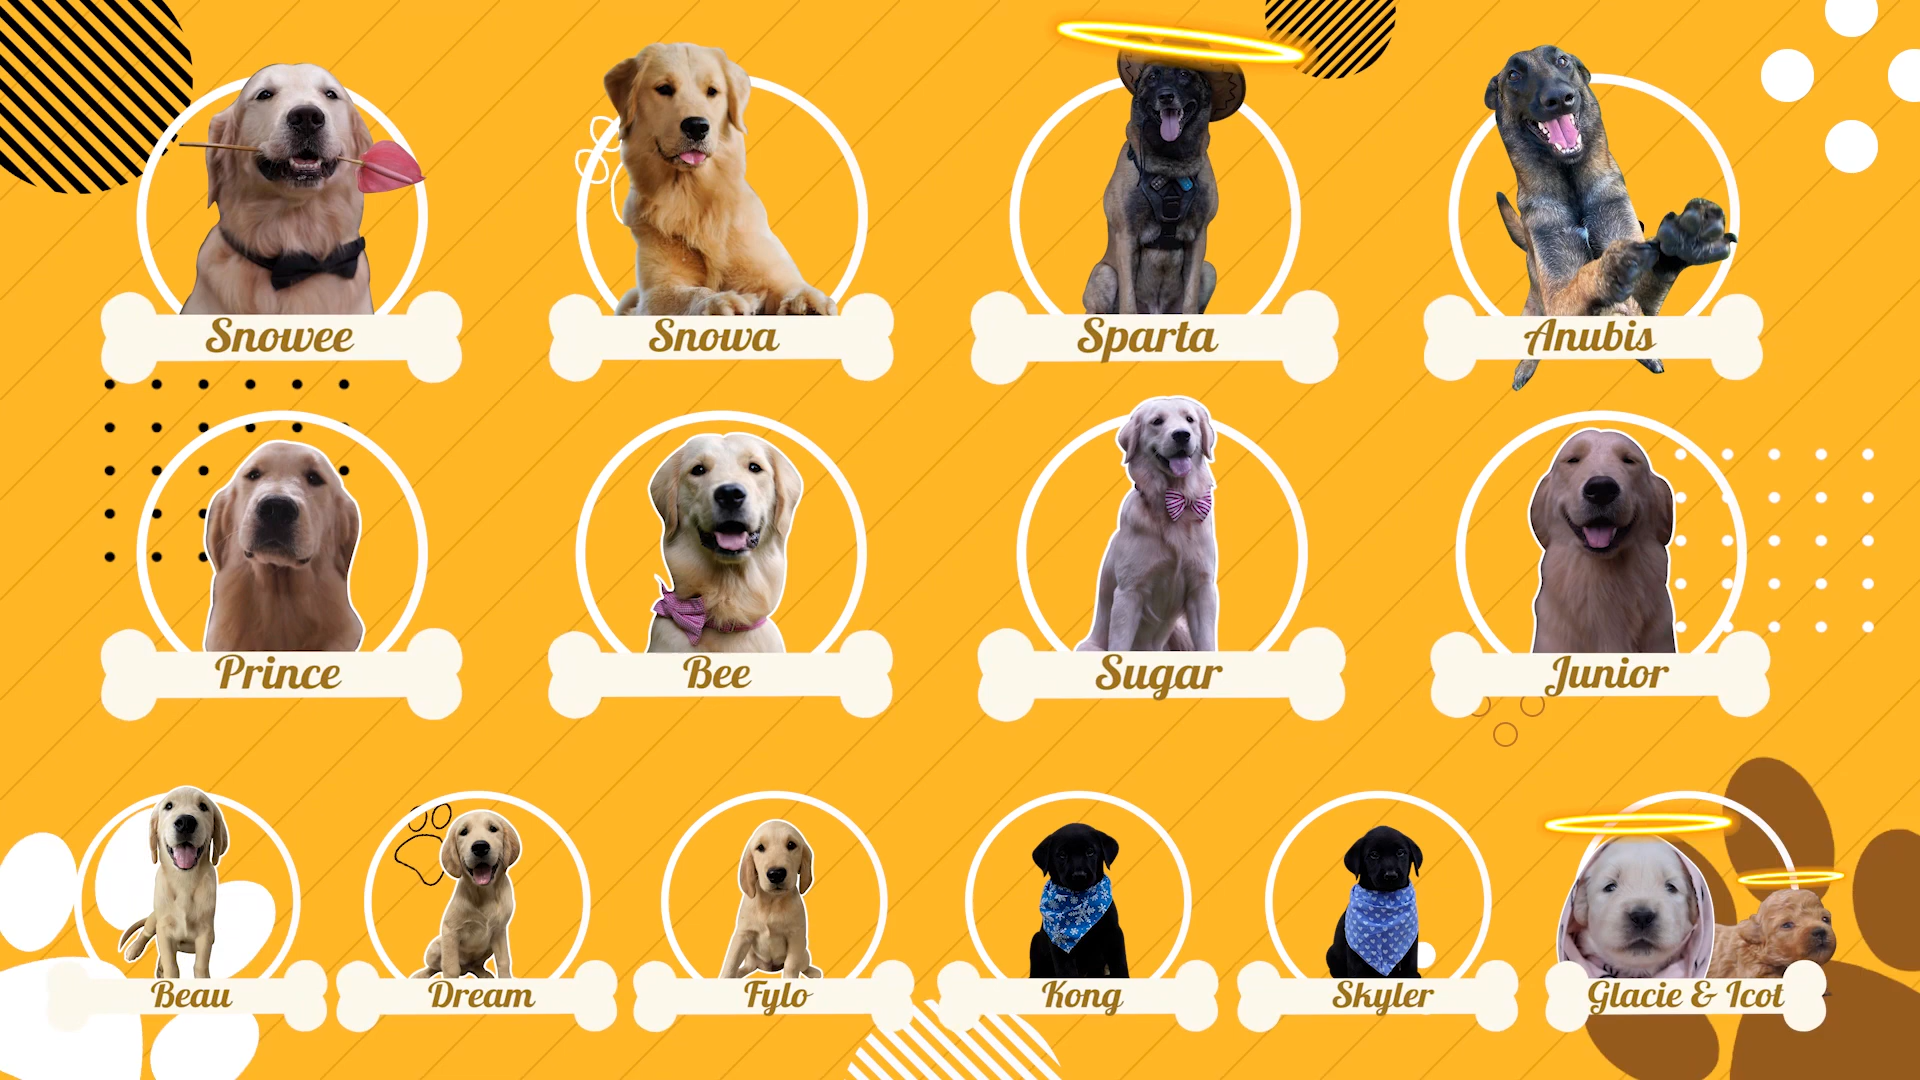 Snowee
Snowa
Sparta
Anubis
Prince
Bee
Sugar
Junior
Beau
Dream
Fylo
Kong
Skyler
Glacie & Icot